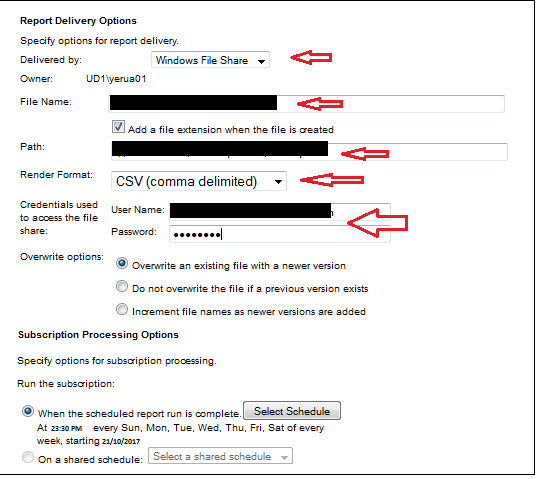 Report Delivery Options
Specify options for report delivery.
Delivered by: Windows File Share
Owner: UD1\yerua01
File Name:
Add a file extension when the file is created
Path:
Render Format: CSV (comma delimited)
Credentials used
to access the file
share:
User Name:
Password: ••••••••
Overwrite options:
Overwrite an existing file with a newer version
Do not overwrite the file if a previous version exists
Increment file names as newer versions are added
Subscription Processing Options
Specify options for subscription processing.
Run the subscription:
When the scheduled report run is complete. Select Schedule
At 23:30 PM every Sun, Mon, Tue, Wed, Thu, Fri, Sat of every
week, starting 21/10/2017
On a shared schedule: Select a shared schedule